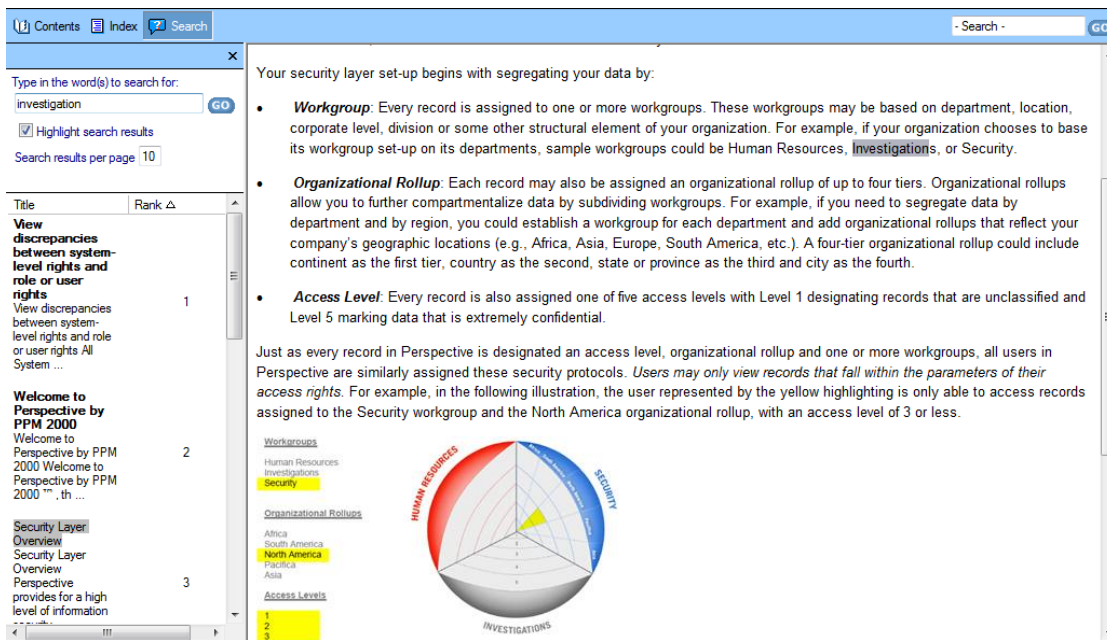 Contents Index Search - Search - GO
Type in the word(s) to search for:
investigation GO
Highlight search results
Search results per page 10
Title Rank
View
discrepancies
between system-
level rights and
role or user
rights
View discrepancies
between system-
level rights and role
or user rights All
System ...
1
Welcome to
Perspective by
PPM 2000
Welcome to
Perspective by PPM
2000 Welcome to
Perspective by PPM
2000 ™ , th ...
2
Security Layer
Overview
Security Layer
Overview
Perspective
provides for a high
level of information
3
Your security layer set-up begins with segregating your data by:
• Workgroup: Every record is assigned to one or more workgroups. These workgroups may be based on department, location,
corporate level, division or some other structural element of your organization. For example, if your organization chooses to base
its workgroup set-up on its departments, sample workgroups could be Human Resources, Investigations, or Security.
• Organizational Rollup: Each record may also be assigned an organizational rollup of up to four tiers. Organizational rollups
allow you to further compartmentalize data by subdividing workgroups. For example, if you need to segregate data by
department and by region, you could establish a workgroup for each department and add organizational rollups that reflect your
company's geographic locations (e.g., Africa, Asia, Europe, South America, etc.). A four-tier organizational rollup could include
continent as the first tier, country as the second, state or province as the third and city as the fourth.
• Access Level: Every record is also assigned one of five access levels with Level 1 designating records that are unclassified and
Level 5 marking data that is extremely confidential.
Just as every record in Perspective is designated an access level, organizational rollup and one or more workgroups, all users in
Perspective are similarly assigned these security protocols. Users may only view records that fall within the parameters of their
access rights. For example, in the following illustration, the user represented by the yellow highlighting is only able to access records
assigned to the Security workgroup and the North America organizational rollup, with an access level of 3 or less.
Workgroups
Human Resources
Investigations
Security
Organizational Rollups
Africa
South America
North America
Pacifica
Asia
Access Levels
1
2
3
HUMAN RESOURCES
SECURITY
INVESTIGATIONS